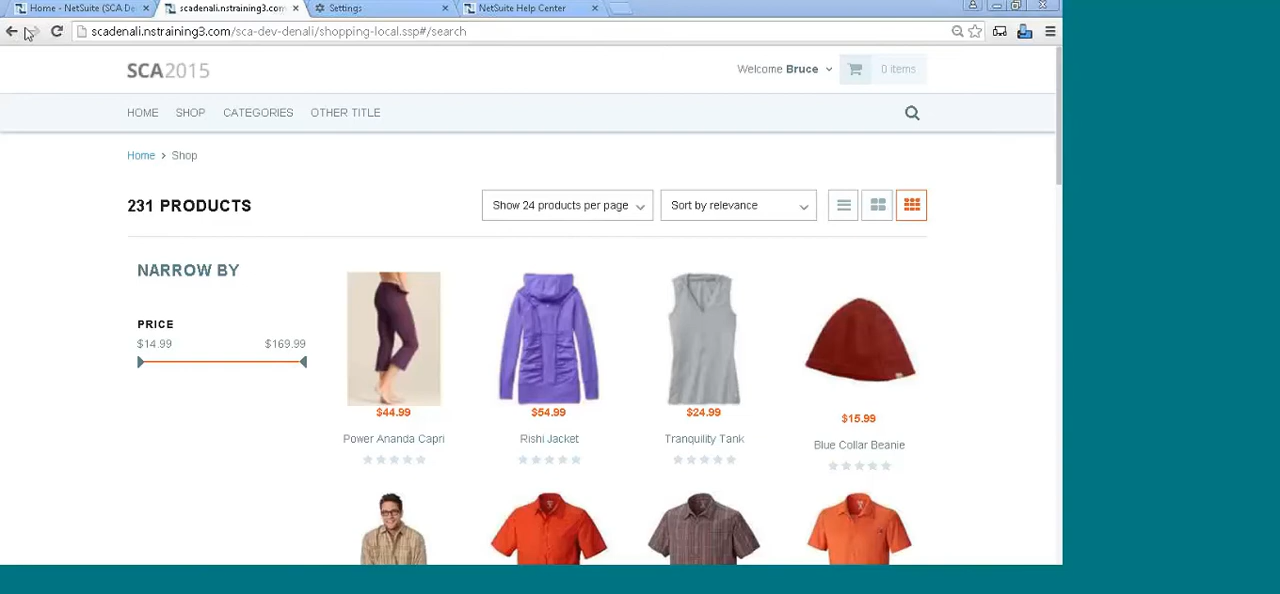 Home - NetSuite (SCA De
scadenali.nstraining3.com
Settings
NetSuite Help Center
scadenali.nstraining3.com/sca-dev-denali/shopping-local.ssp#/search
SCA2015
Welcome Bruce
0 items
HOME SHOP CATEGORIES OTHER TITLE
Home > Shop
231 PRODUCTS
Show 24 products per page
Sort by relevance
NARROW BY
PRICE
$14.99 $169.99
$44.99
Power Ananda Capri
$54.99
Rishi Jacket
$24.99
Tranquility Tank
$15.99
Blue Collar Beanie